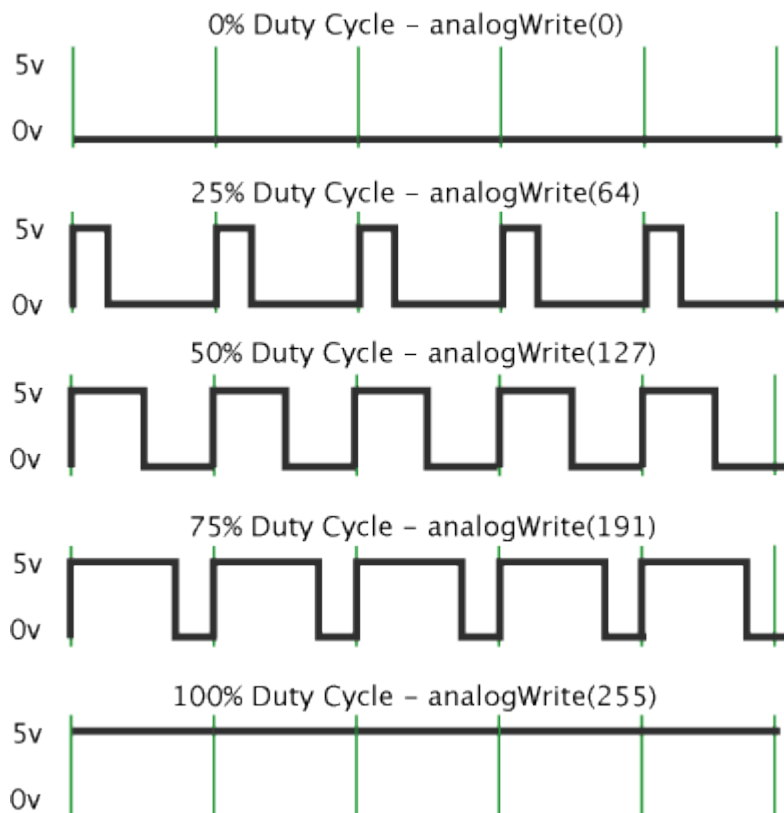 0% Duty Cycle – analogWrite(0)
5v
0v
25% Duty Cycle – analogWrite(64)
5v
0v
50% Duty Cycle – analogWrite(127)
5v
0v
75% Duty Cycle – analogWrite(191)
5v
0v
100% Duty Cycle – analogWrite(255)
5v
0v